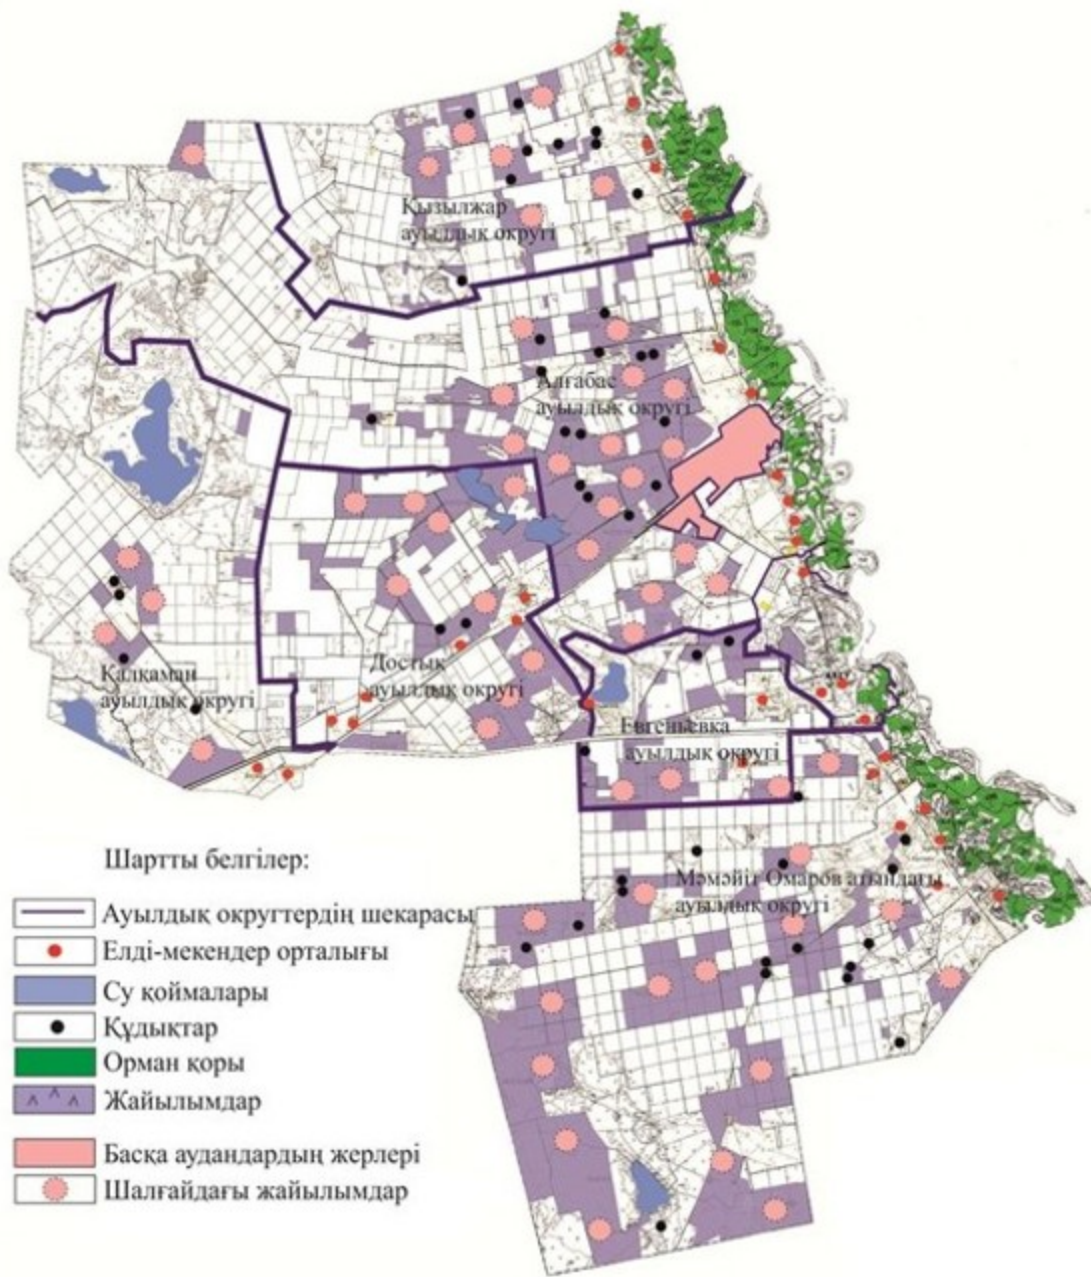 Қызылжар
ауылдық округі
Алғабас
ауылдық округі
Қалқаман
ауылдық округі
Достық
ауылдық округі
Евгеньевка
ауылдық округі
Мәмәйіт Омаров атындағы
ауылдық округі
Шартты белгілер:
Ауылдық округтердің шекарасы
Елді-мекендер орталығы
Су қоймалары
Құдықтар
Орман қоры
Жайылымдар
Басқа аудандардың жерлері
Шалғайдағы жайылымдар